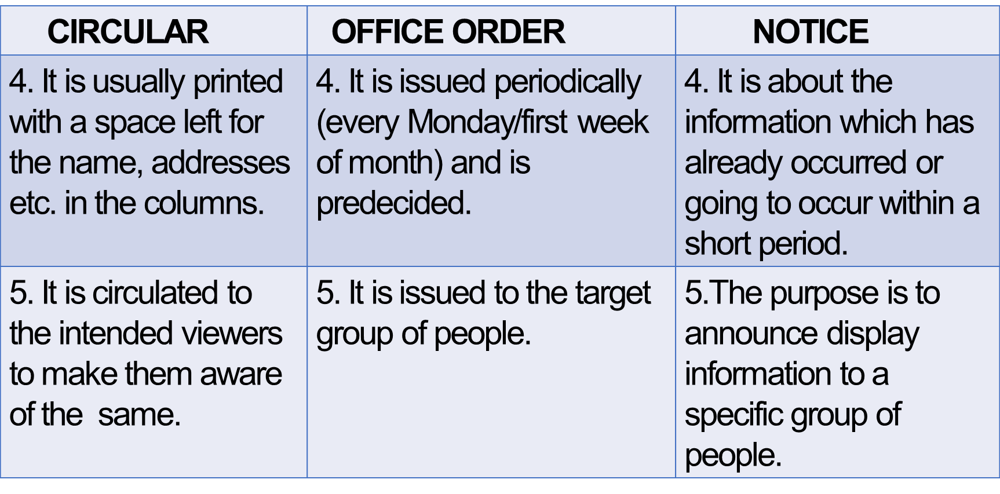 CIRCULAR
OFFICE ORDER
NOTICE
4. It is usually printed
with a space left for
the name, addresses
etc. in the columns.
4. It is issued periodically
(every Monday/first week
of month) and is
predecided.
4. It is about the
information which has
already occurred or
going to occur within a
short period.
5. It is circulated to
the intended viewers
to make them aware
of the  same.
5. It is issued to the target
group of people.
5.The purpose is to
announce display
information to a
specific group of
people.